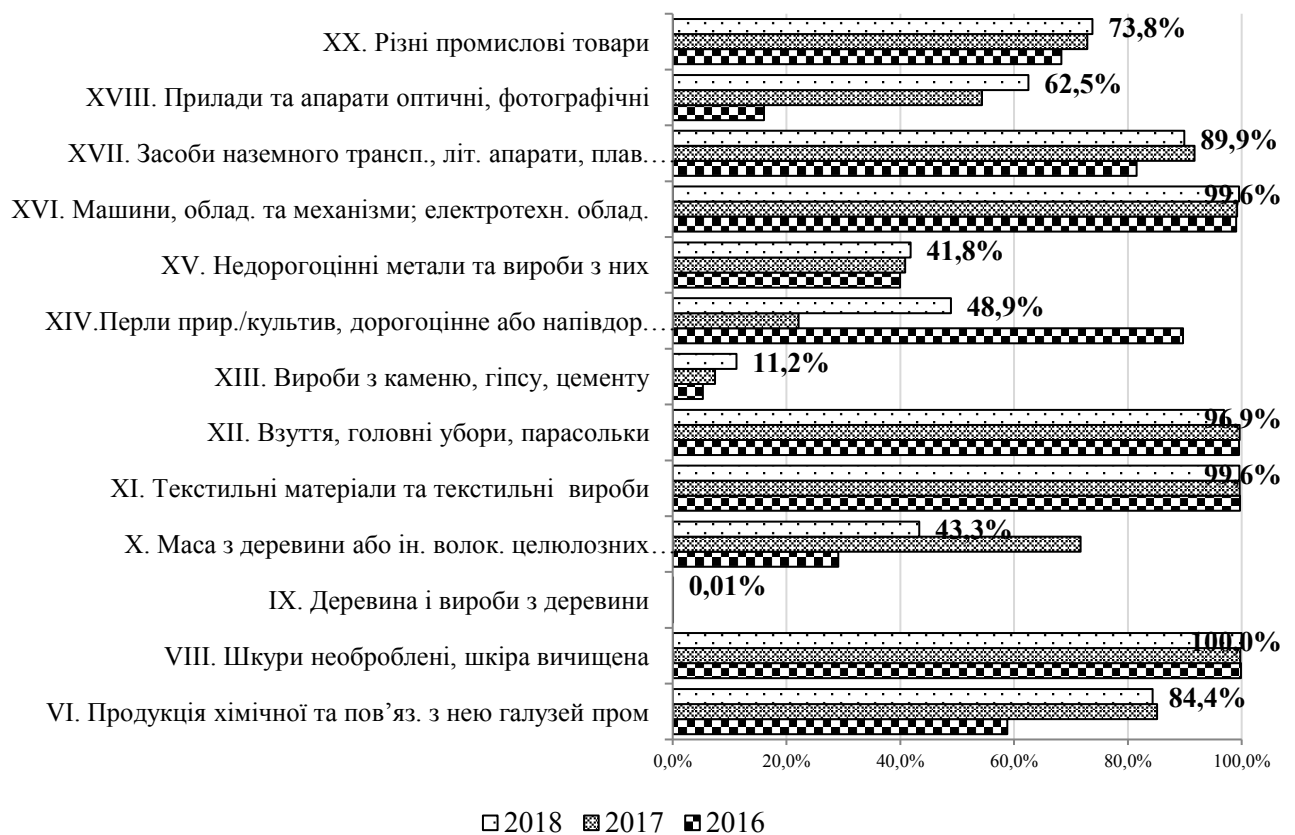 XX. Різні промислові товари
73,8%
XVIII. Прилади та апарати оптичні, фотографічні
62,5%
XVII. Засоби наземного трансп., літ. апарати, плав.…
89,9%
XVI. Машини, облад. та механізми; електротехн. облад.
99,6%
XV. Недорогоцінні метали та вироби з них
41,8%
XIV.Перли прир./культив, дорогоцінне або напівдор.…
48,9%
XIII. Вироби з каменю, гіпсу, цементу
11,2%
XII. Взуття, головні убори, парасольки
96,9%
XI. Текстильні матеріали та текстильні вироби
99,6%
X. Маса з деревини або ін. волок. целюлозних…
43,3%
IX. Деревина і вироби з деревини
0,01%
VIII. Шкури необроблені, шкіра вичищена
100,0%
VI. Продукція хімічної та пов’яз. з нею галузей пром
84,4%
0,0% 20,0% 40,0% 60,0% 80,0% 100,0%
2018 2017 2016